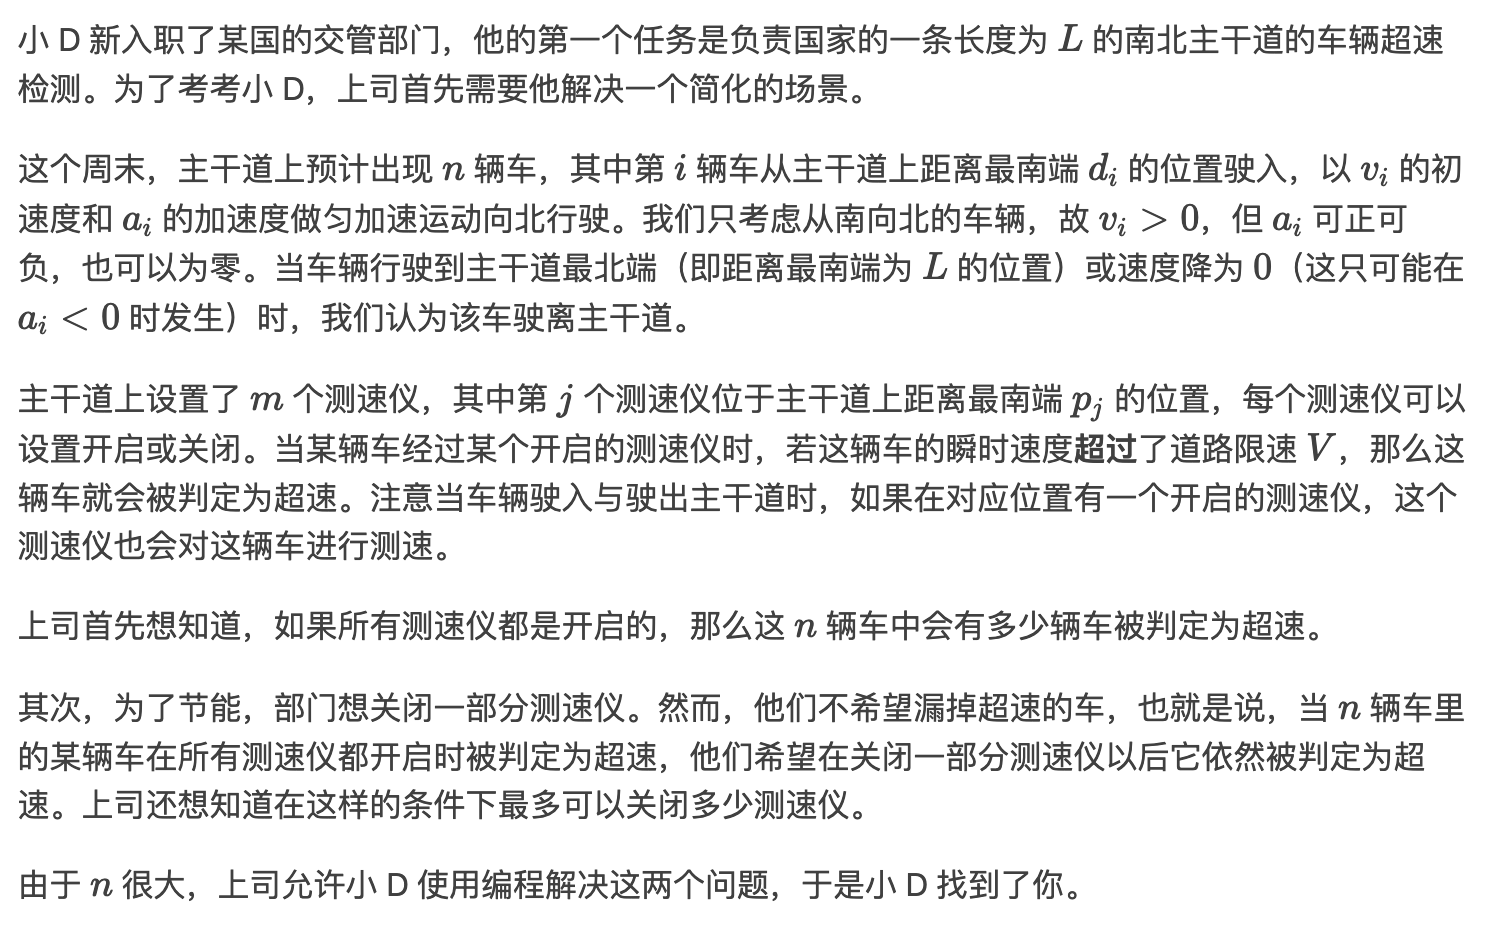 小 D 新入职了某国的交管部门，他的第一个任务是负责国家的一条长度为 L 的南北主干道的车辆超速
检测。为了考考小 D，上司首先需要他解决一个简化的场景。
这个周末，主干道上预计出现 n 辆车，其中第 i 辆车从主干道上距离最南端 d_i 的位置驶入，以 v_i 的初
速度和 a_i 的加速度做匀加速运动向北行驶。我们只考虑从南向北的车辆，故 v_i > 0，但 a_i 可正可
负，也可以为零。当车辆行驶到主干道最北端（即距离最南端为 L 的位置）或速度降为 0（这只可能在
a_i < 0 时发生）时，我们认为该车驶离主干道。
主干道上设置了 m 个测速仪，其中第 j 个测速仪位于主干道上距离最南端 p_j 的位置，每个测速仪可以
设置开启或关闭。当某辆车经过某个开启的测速仪时，若这辆车的瞬时速度超过了道路限速 V，那么这
辆车就会被判定为超速。注意当车辆驶入与驶出主干道时，如果在对应位置有一个开启的测速仪，这个
测速仪也会对这辆车进行测速。
上司首先想知道，如果所有测速仪都是开启的，那么这 n 辆车中会有多少辆车被判定为超速。
其次，为了节能，部门想关闭一部分测速仪。然而，他们不希望漏掉超速的车，也就是说，当 n 辆车里
的某辆车在所有测速仪都开启时被判定为超速，他们希望在关闭一部分测速仪以后它依然被判定为超
速。上司还想知道在这样的条件下最多可以关闭多少测速仪。
由于 n 很大，上司允许小 D 使用编程解决这两个问题，于是小 D 找到了你。